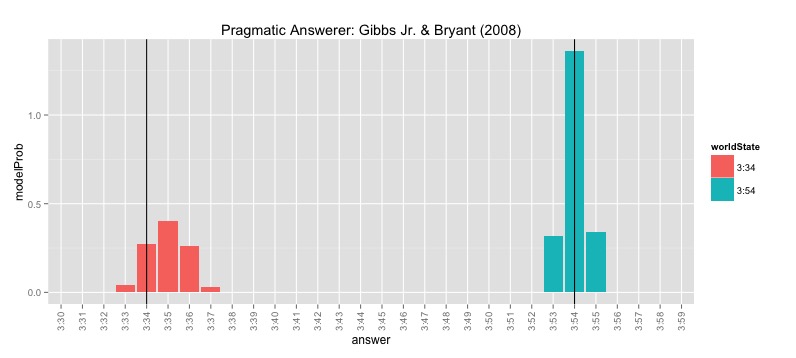 Pragmatic Answerer: Gibbs Jr. & Bryant (2008)
modelProb
1.0
0.5
0.0
3:30 3:31 3:32 3:33 3:34 3:35 3:36 3:37 3:38 3:39 3:40 3:41 3:42 3:43 3:44 3:45 3:46 3:47 3:48 3:49 3:50 3:51 3:52 3:53 3:54 3:55 3:56 3:57 3:58 3:59
answer
worldState
3:34
3:54